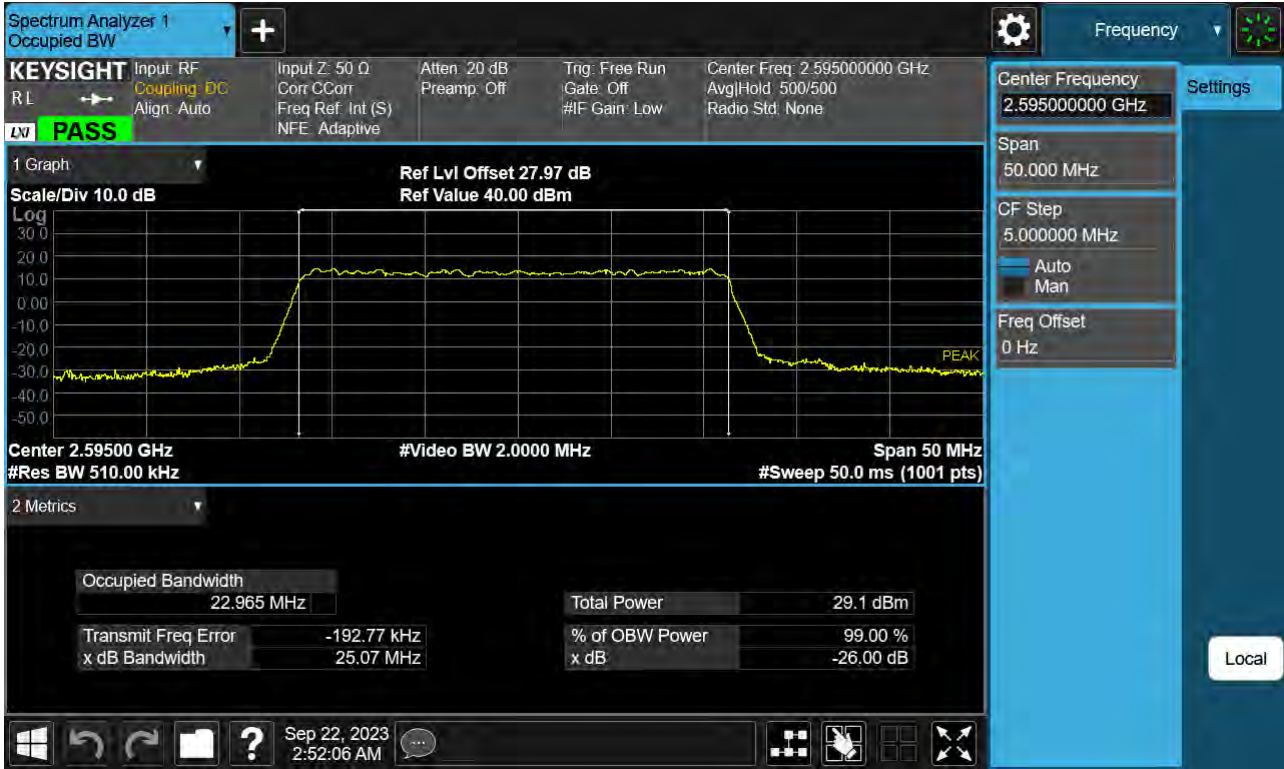 Spectrum Analyzer 1
Occupied BW
+
Frequency
KEYSIGHT
RL
LXI
PASS
Input: RF
Coupling: DC
Align: Auto
Input Z: 50 Ω
Corr CCorr
Freq Ref: Int (S)
NFE: Adaptive
Atten: 20 dB
Preamp: Off
Trig: Free Run
Gate: Off
#IF Gain: Low
Center Freq: 2.595000000 GHz
Avg|Hold: 500/500
Radio Std: None
Center Frequency
2.595000000 GHz
Settings
Span
50.000 MHz
CF Step
5.000000 MHz
Auto
Man
Freq Offset
0 Hz
Local
1 Graph
Scale/Div 10.0 dB
Ref Lvl Offset 27.97 dB
Ref Value 40.00 dBm
Log
30.0
20.0
10.0
0.00
-10.0
-20.0
-30.0
-40.0
-50.0
PEAK
Center 2.59500 GHz
#Video BW 2.0000 MHz
Span 50 MHz
#Res BW 510.00 kHz
#Sweep 50.0 ms (1001 pts)
2 Metrics
Occupied Bandwidth
22.965 MHz
Total Power 29.1 dBm
Transmit Freq Error -192.77 kHz
% of OBW Power 99.00 %
x dB Bandwidth 25.07 MHz
x dB -26.00 dB
?
Sep 22, 2023
2:52:06 AM